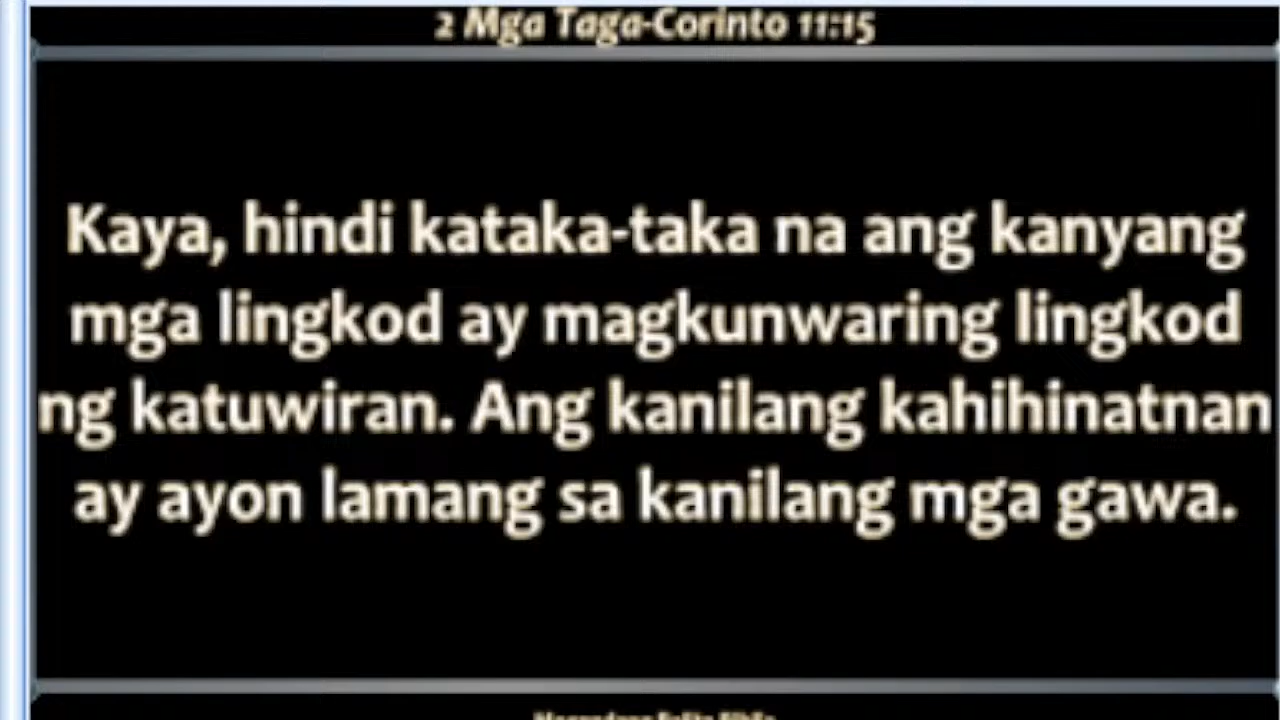 2 Mga Taga-Corinto 11:15
Kaya, hindi kataka-taka na ang kanyang
mga lingkod ay magkunwaring lingkod
ng katuwiran. Ang kanilang kahihinatnan
ay ayon lamang sa kanilang mga gawa.